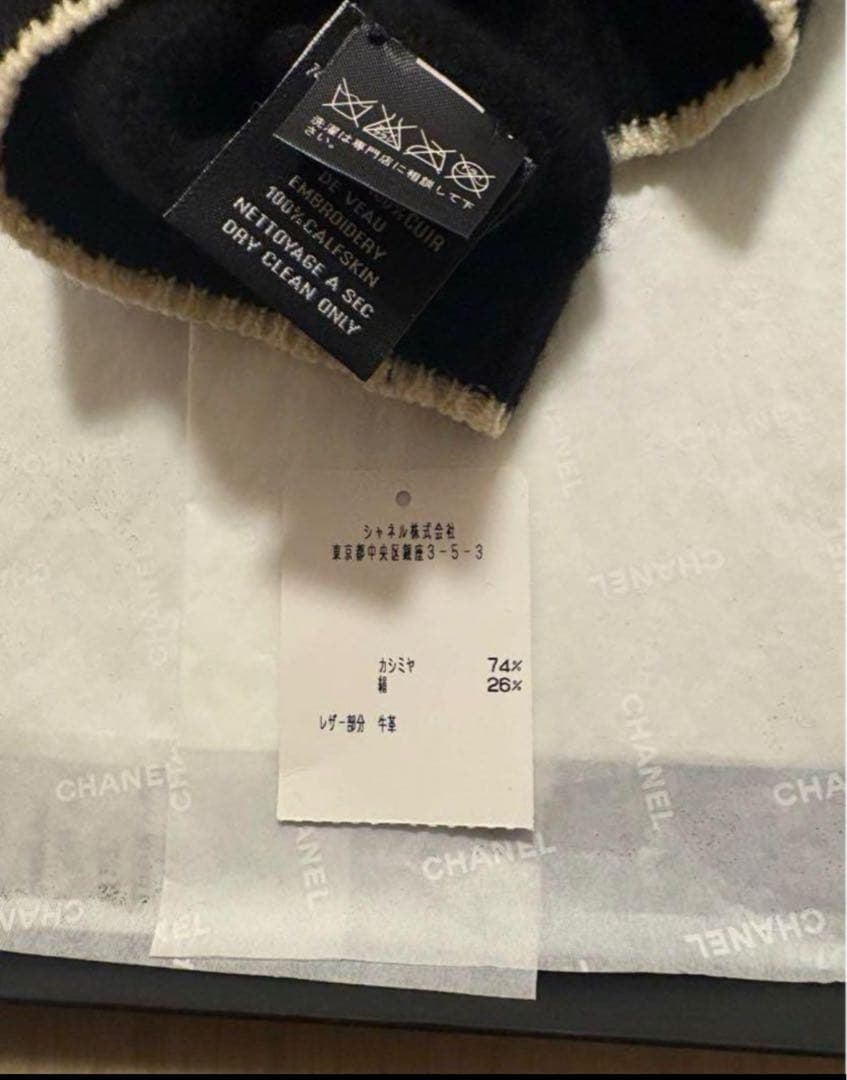 洗濯は専門店に相談して下
さい。
CUIR
DE VEAU
EMBROIDERY
100% CALFSKIN
NETTOYAGE A SEC
DRY CLEAN ONLY
シャネル株式会社
東京都中央区銀座3-5-3
カシミヤ 74%
絹 26%
レザー部分 牛革
CHANEL
CHANEL
CHANEL
CHANEL
CHANEL